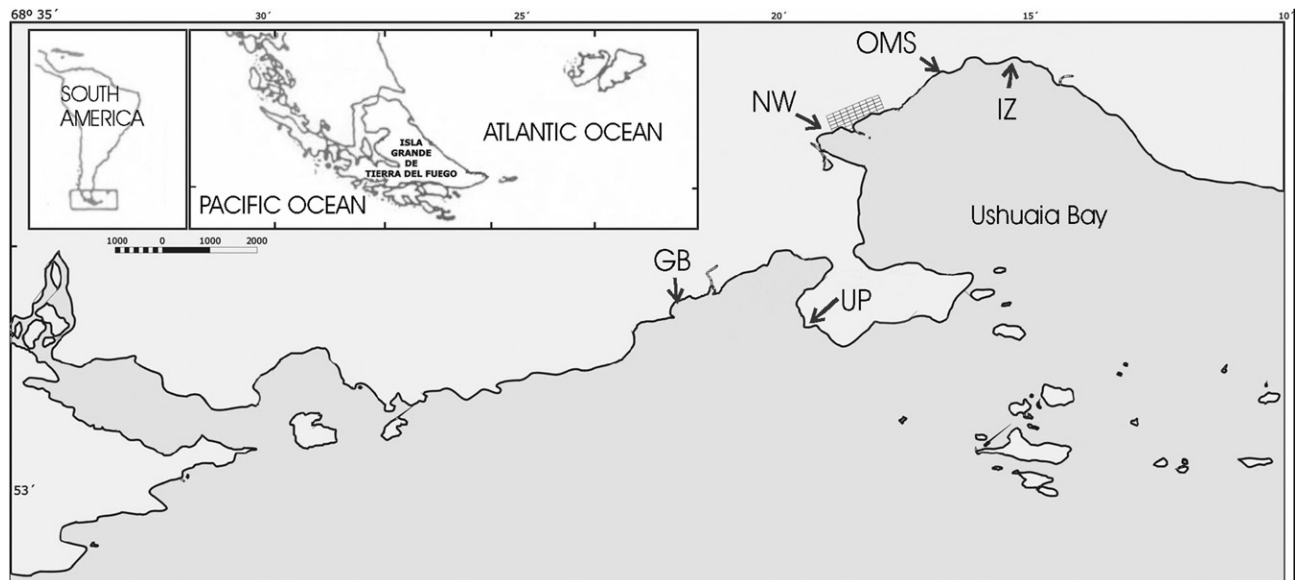 68º 35´
30´
25´
20´
15´
10´
SOUTH
AMERICA
ATLANTIC OCEAN
ISLA
GRANDE
DE
TIERRA DEL FUEGO
PACIFIC OCEAN
1000 0 1000 2000
OMS
NW
IZ
Ushuaia Bay
GB
UP
53´